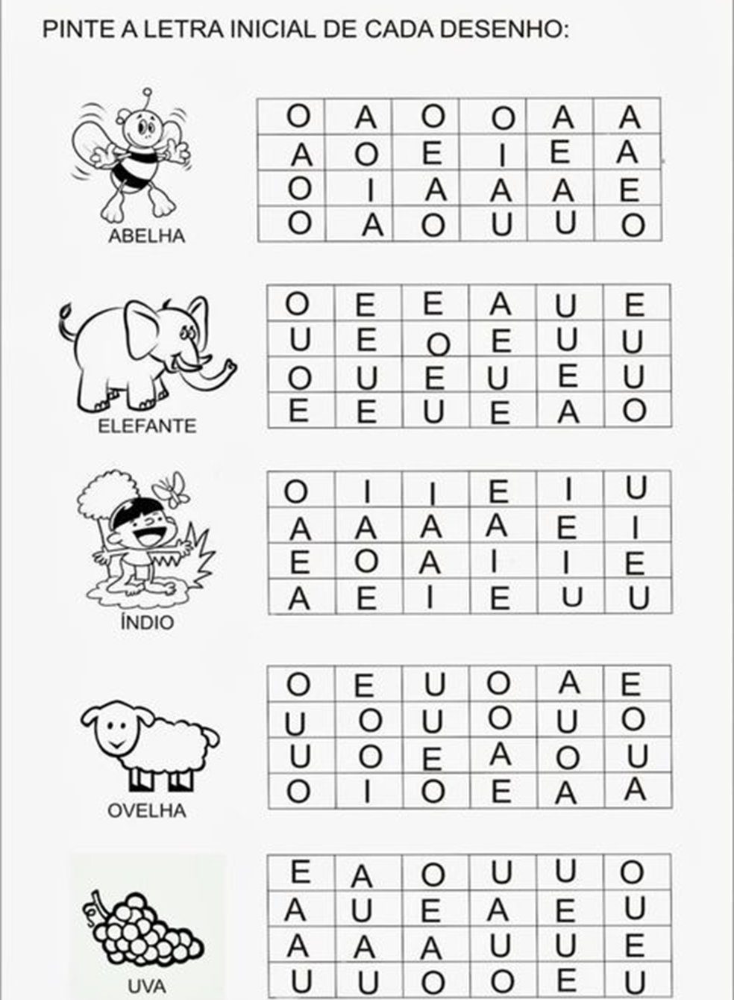 PINTE A LETRA INICIAL DE CADA DESENHO:
O A O O A A
A O E I E A
O I A A A E
O A O U U O
ABELHA
O E E A U E
U E O E U U
O U E U E U
E E U E A O
ELEFANTE
O I I E I U
A A A A E I
E O A I I E
A E I E U U
ÍNDIO
O E U O A E
U O U O U O
U O E A O U
O I O E A A
OVELHA
E A O U U O
A U E A E U
A A A U U E
U U O O E U
UVA